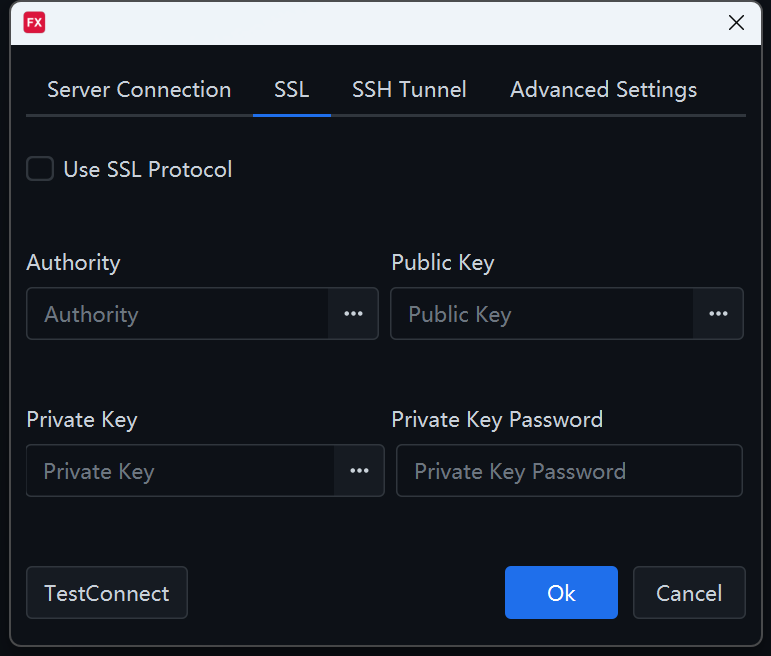 FX
Server Connection SSL SSH Tunnel Advanced Settings
Use SSL Protocol
Authority Public Key
Authority ••• Public Key •••
Private Key Private Key Password
Private Key ••• Private Key Password
TestConnect Ok Cancel